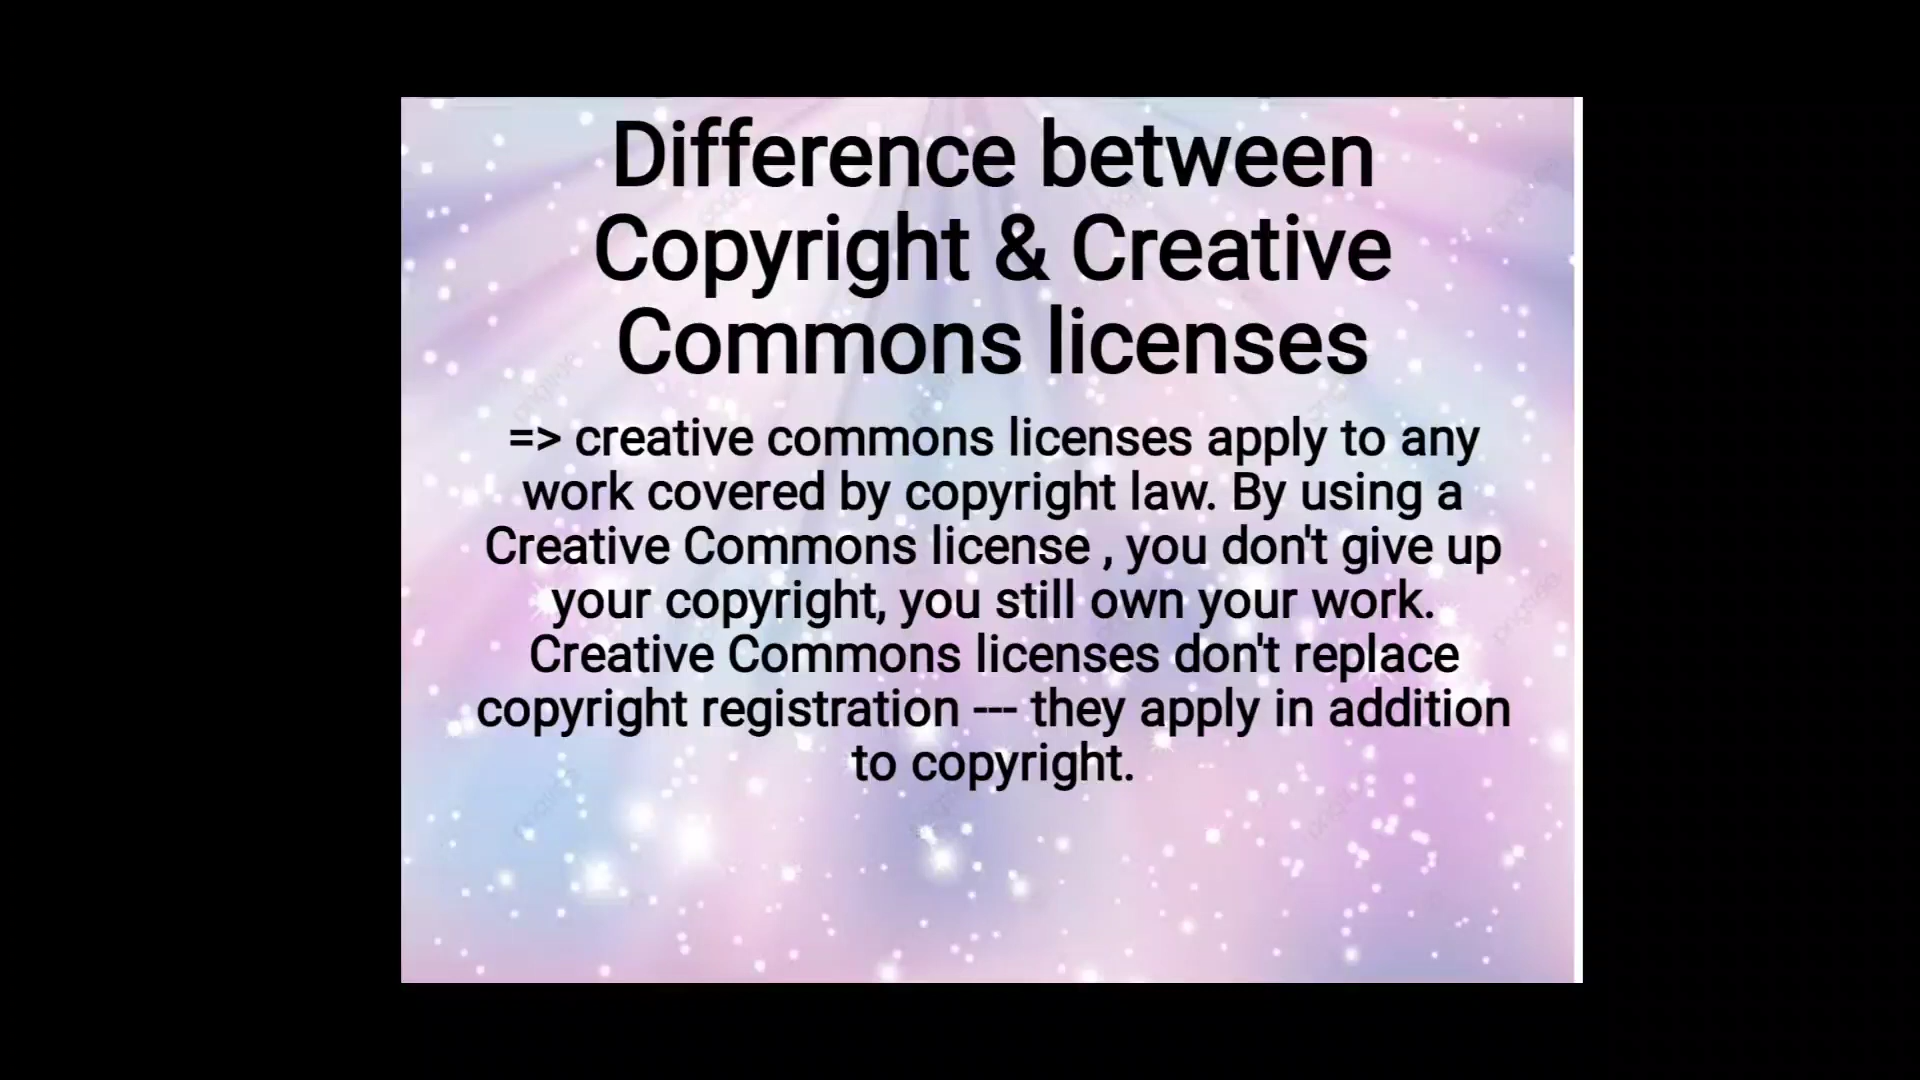 Difference between
Copyright & Creative
Commons licenses
=> creative commons licenses apply to any
work covered by copyright law. By using a
Creative Commons license , you don't give up
your copyright, you still own your work.
Creative Commons licenses don't replace
copyright registration --- they apply in addition
to copyright.